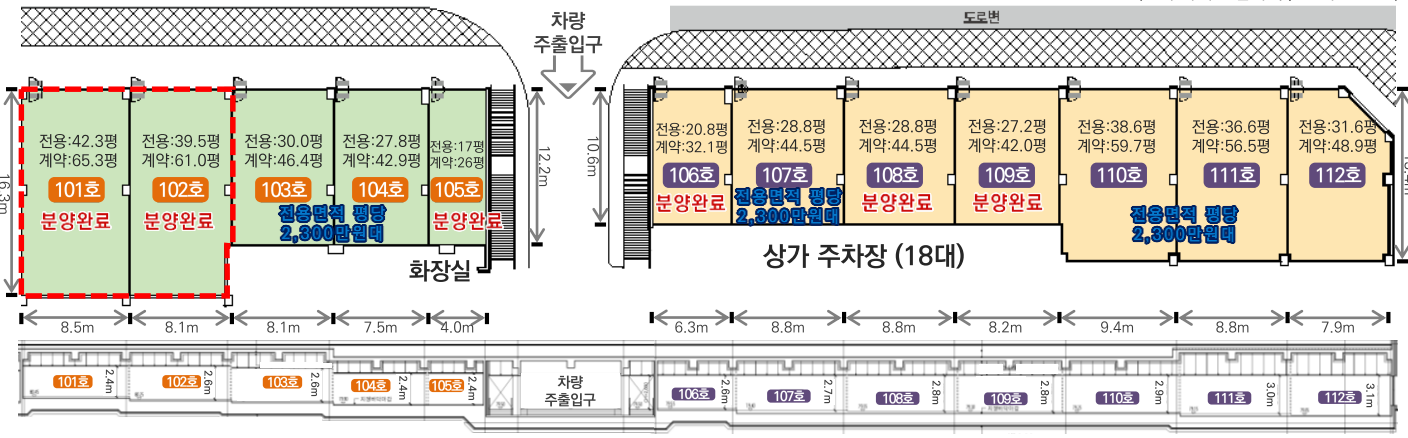 도로변
차량
주출입구
전용:42.3평
계약:65.3평
101호
분양완료
전용:39.5평
계약:61.0평
102호
분양완료
전용:30.0평
계약:46.4평
103호
전용:27.8평
계약:42.9평
104호
전용면적 평당
2,300만원대
전용:17평
계약:26평
105호
분양완료
전용:20.8평
계약:32.1평
106호
분양완료
전용:28.8평
계약:44.5평
107호
전용면적 평당
2,300만원대
전용:28.8평
계약:44.5평
108호
분양완료
전용:27.2평
계약:42.0평
109호
분양완료
전용:38.6평
계약:59.7평
110호
전용:36.6평
계약:56.5평
111호
전용면적 평당
2,300만원대
전용:31.6평
계약:48.9평
112호
16.3m
12.2m
10.6m
화장실
상가 주차장 (18대)
8.5m
8.1m
8.1m
7.5m
4.0m
6.3m
8.8m
8.8m
8.2m
9.4m
8.8m
7.9m
101호
2.4m
102호
2.6m
103호
2.6m
104호
2.4m
105호
2.4m
차량
주출입구
106호
2.6m
107호
2.7m
108호
2.8m
109호
2.8m
110호
2.9m
111호
3.0m
112호
3.1m